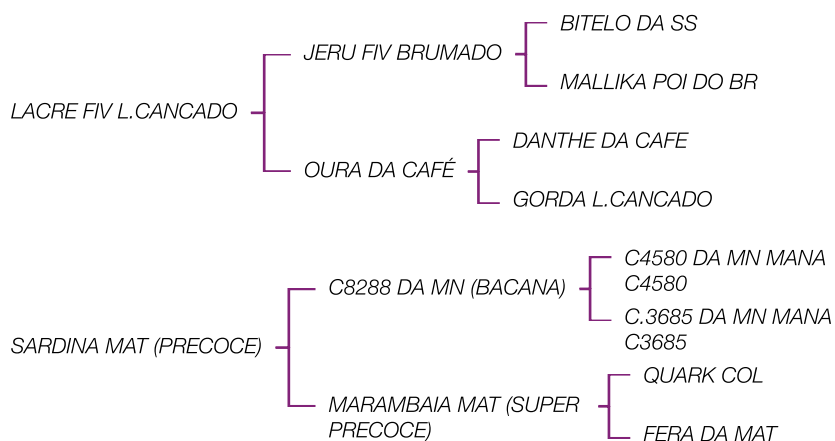 BITELO DA SS
JERU FIV BRUMADO
MALLIKA POI DO BR
LACRE FIV L.CANCADO
DANTHE DA CAFE
OURA DA CAFÉ
GORDA L.CANCADO
C4580 DA MN MANA
C4580
C8288 DA MN (BACANA)
C.3685 DA MN MANA
C3685
SARDINA MAT (PRECOCE)
QUARK COL
MARAMBAIA MAT (SUPER
PRECOCE)
FERA DA MAT